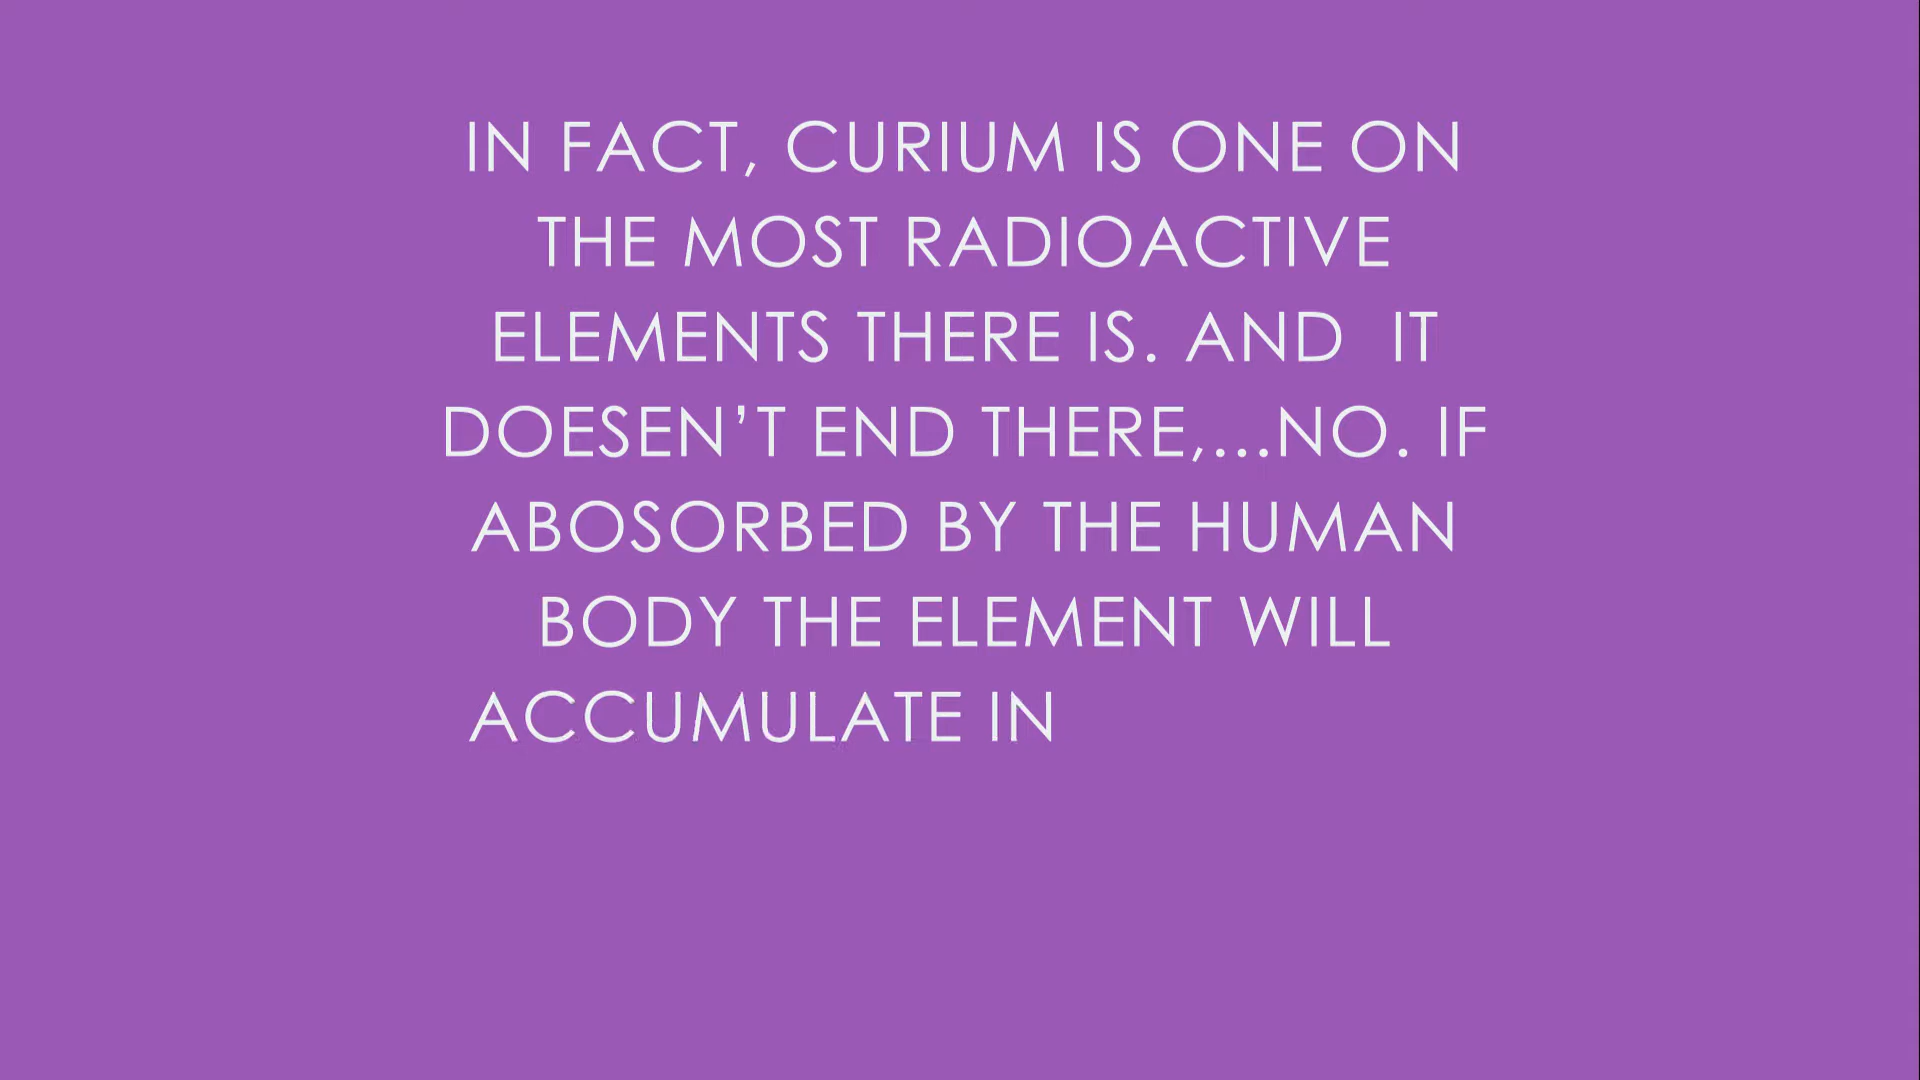 IN FACT, CURIUM IS ONE ON
THE MOST RADIOACTIVE
ELEMENTS THERE IS. AND  IT
DOESEN’T END THERE,...NO. IF
ABOSORBED BY THE HUMAN
BODY THE ELEMENT WILL
ACCUMULATE IN